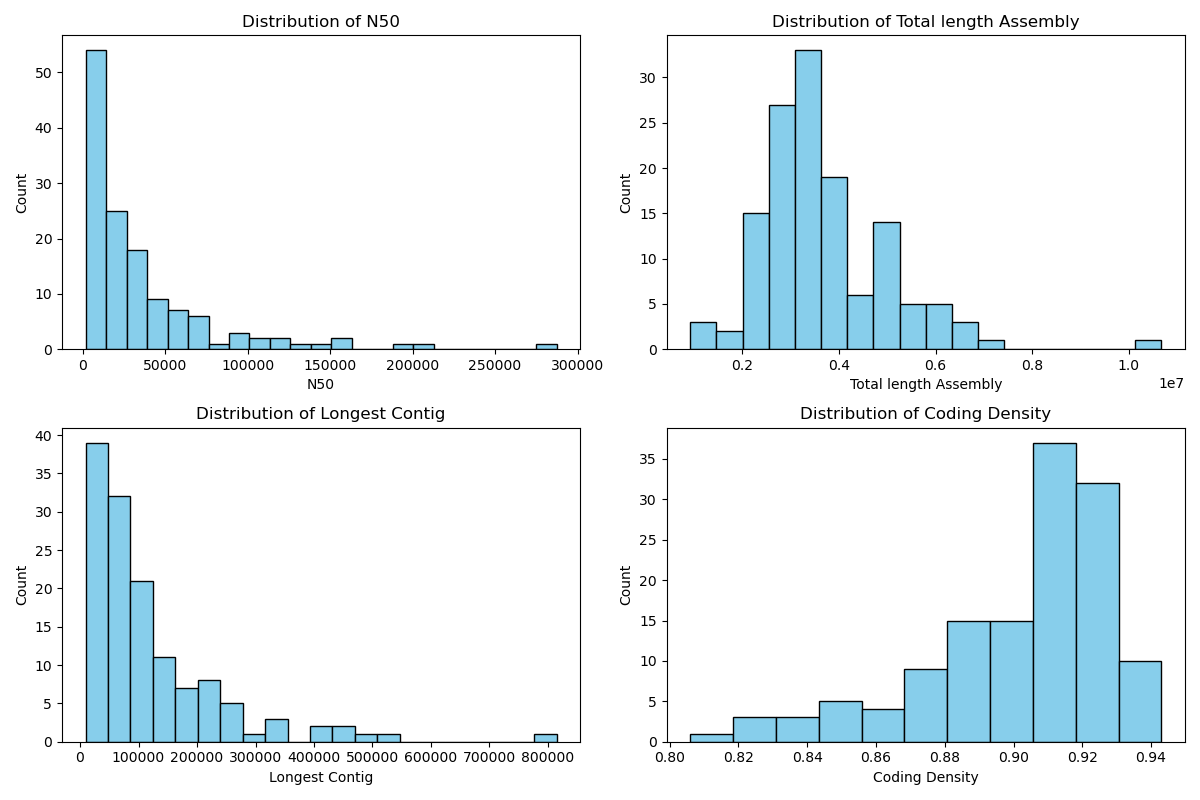 Distribution of N50
Count
50
40
30
20
10
0
0 50000 100000 150000 200000 250000 300000
N50
Distribution of Total length Assembly
Count
30
25
20
15
10
5
0
0.2 0.4 0.6 0.8 1.0
1e7
Total length Assembly
Distribution of Longest Contig
Count
40
35
30
25
20
15
10
5
0
0 100000 200000 300000 400000 500000 600000 700000 800000
Longest Contig
Distribution of Coding Density
Count
35
30
25
20
15
10
5
0
0.80 0.82 0.84 0.86 0.88 0.90 0.92 0.94
Coding Density